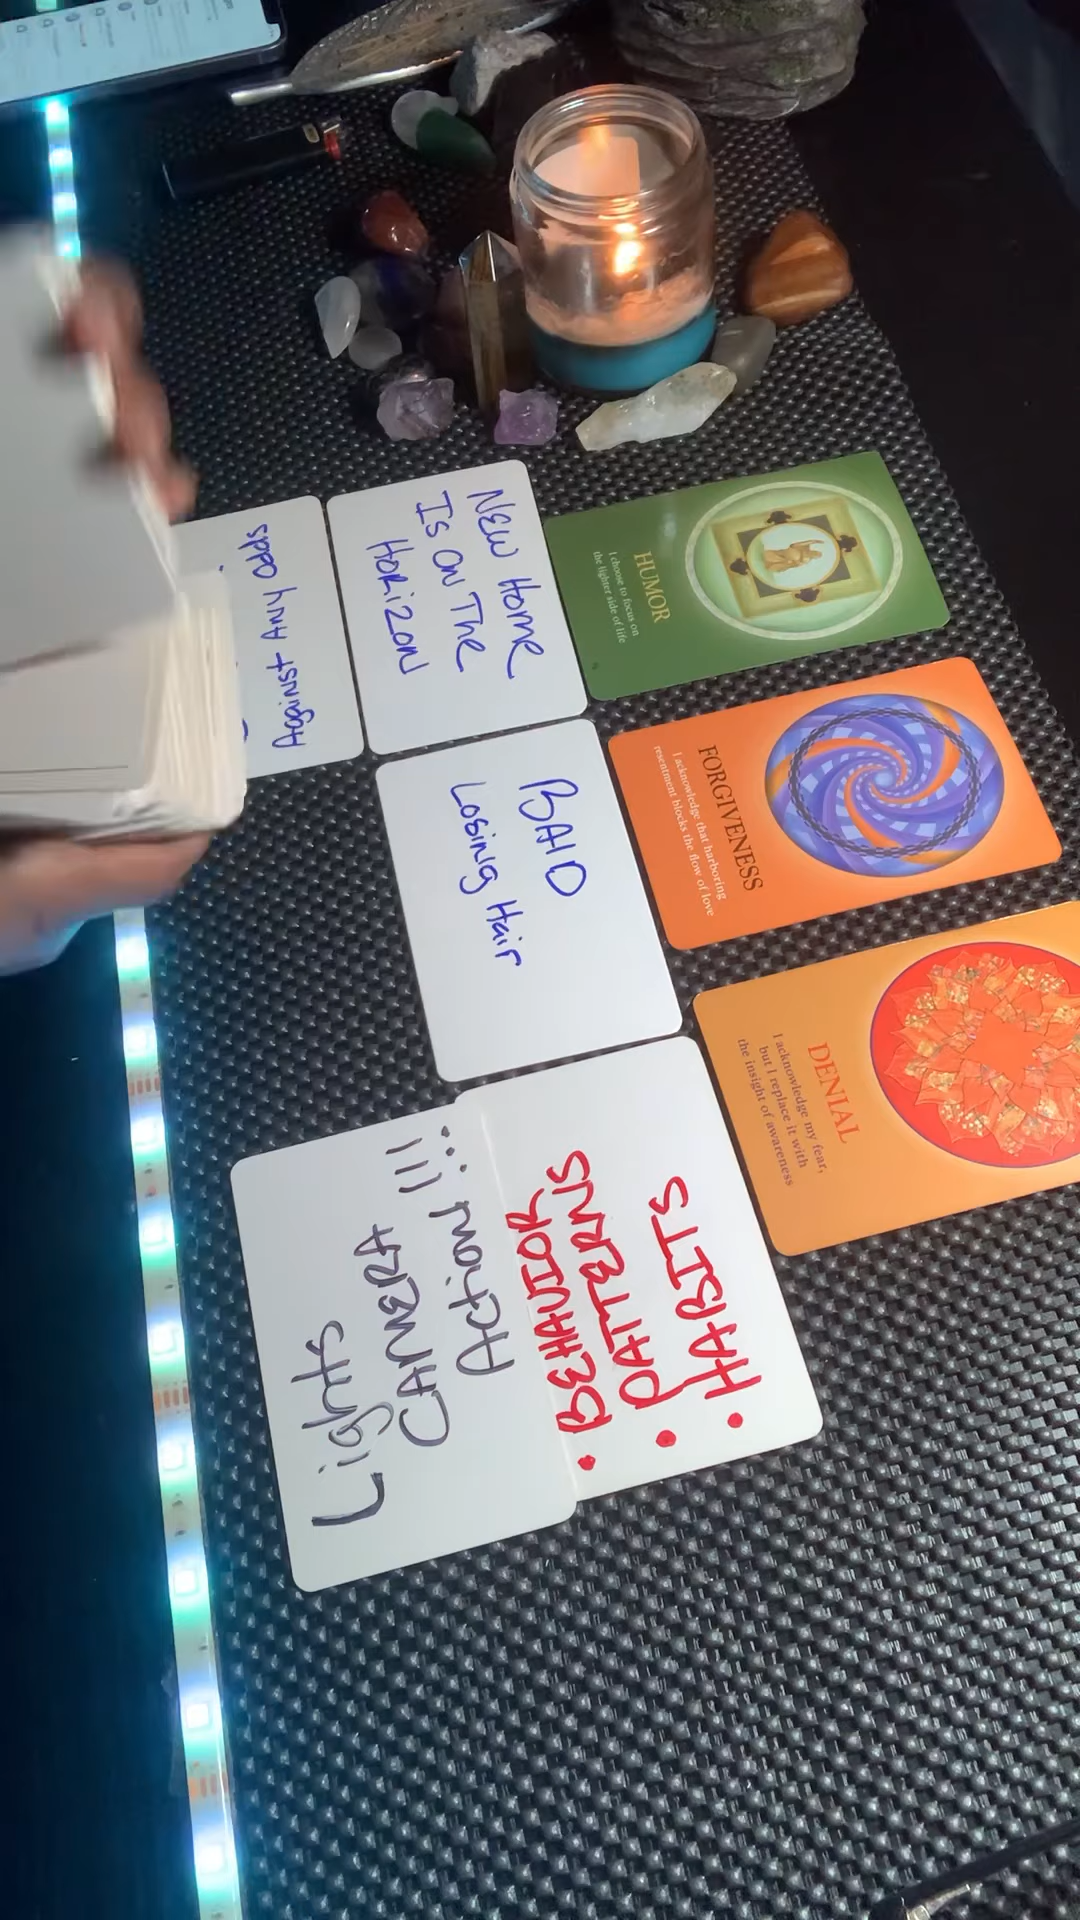 HUMOR
I choose to focus on
the lighter side of life
NEW HOME
IS ON THE
HORIZON
Against Any odds
FORGIVENESS
I acknowledge that harboring
resentment blocks the flow of love
BAlD
Losing Hair
DENIAL
I acknowledge my fear,
but I replace it with
the insight of awareness
• HABITS
• PATTERNS
• BEHAVIOR
Lights
CAMERA
Action!!!